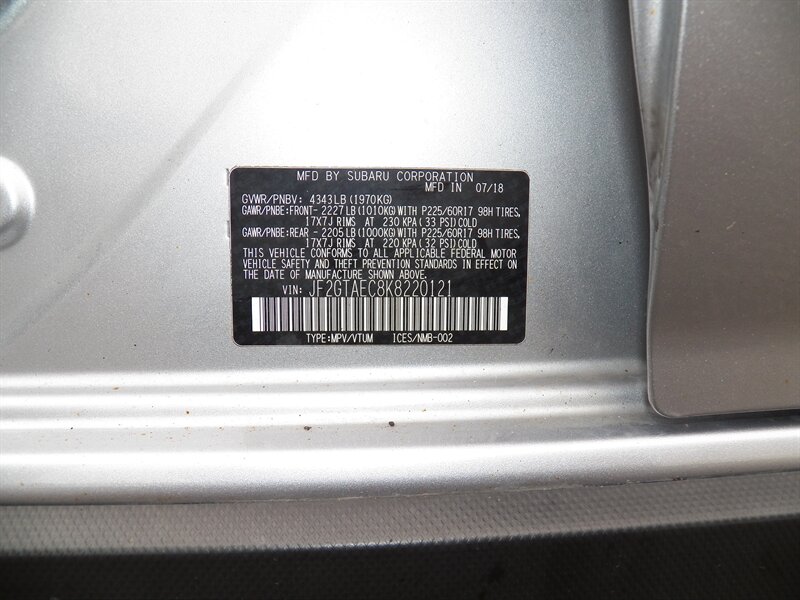 MFD BY SUBARU CORPORATION
MFD IN 07/18
GVWR/PNBV: 4343LB(1970KG)
GAWR/PNBE:FRONT- 2227LB(1010KG)WITH P225/60R17 98H TIRES,
17X7J RIMS AT 230 KPA(33 PSI)COLD
GAWR/PNBE:REAR - 2205LB(1000KG)WITH P225/60R17 98H TIRES,
17X7J RIMS AT 220 KPA(32 PSI)COLD
THIS VEHICLE CONFORMS TO ALL APPLICABLE FEDERAL MOTOR
VEHICLE SAFETY AND THEFT PREVENTION STANDARDS IN EFFECT ON
THE DATE OF MANUFACTURE SHOWN ABOVE.
VIN: JF2GTAEC8K8220121
TYPE:MPV/VTUM ICES/NMB-002